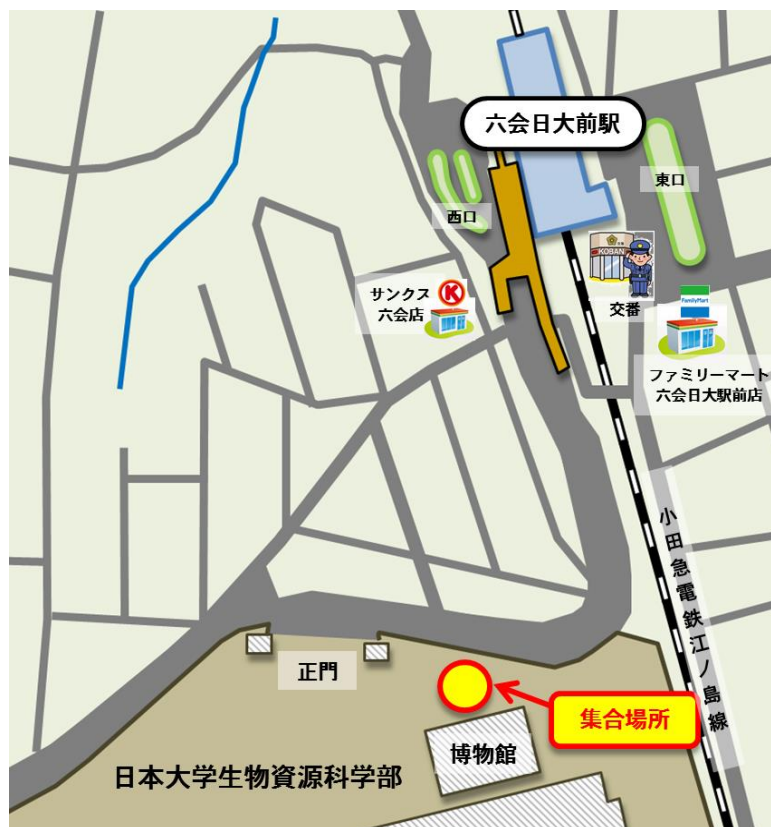 六会日大前駅
東口
西口
KOBAN
交番
サンクス
六会店
K
FamilyMart
ファミリーマート
六会日大駅前店
小田急電鉄江ノ島線
正門
集合場所
博物館
日本大学生物資源科学部